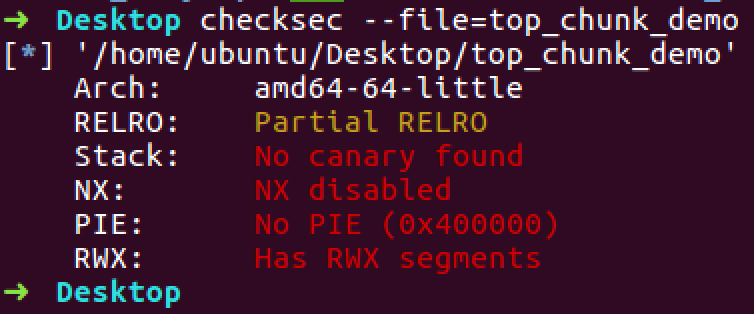 → Desktop checksec --file=top_chunk_demo
[*] '/home/ubuntu/Desktop/top_chunk_demo'
Arch: amd64-64-little
RELRO: Partial RELRO
Stack: No canary found
NX: NX disabled
PIE: No PIE (0x400000)
RWX: Has RWX segments
→ Desktop